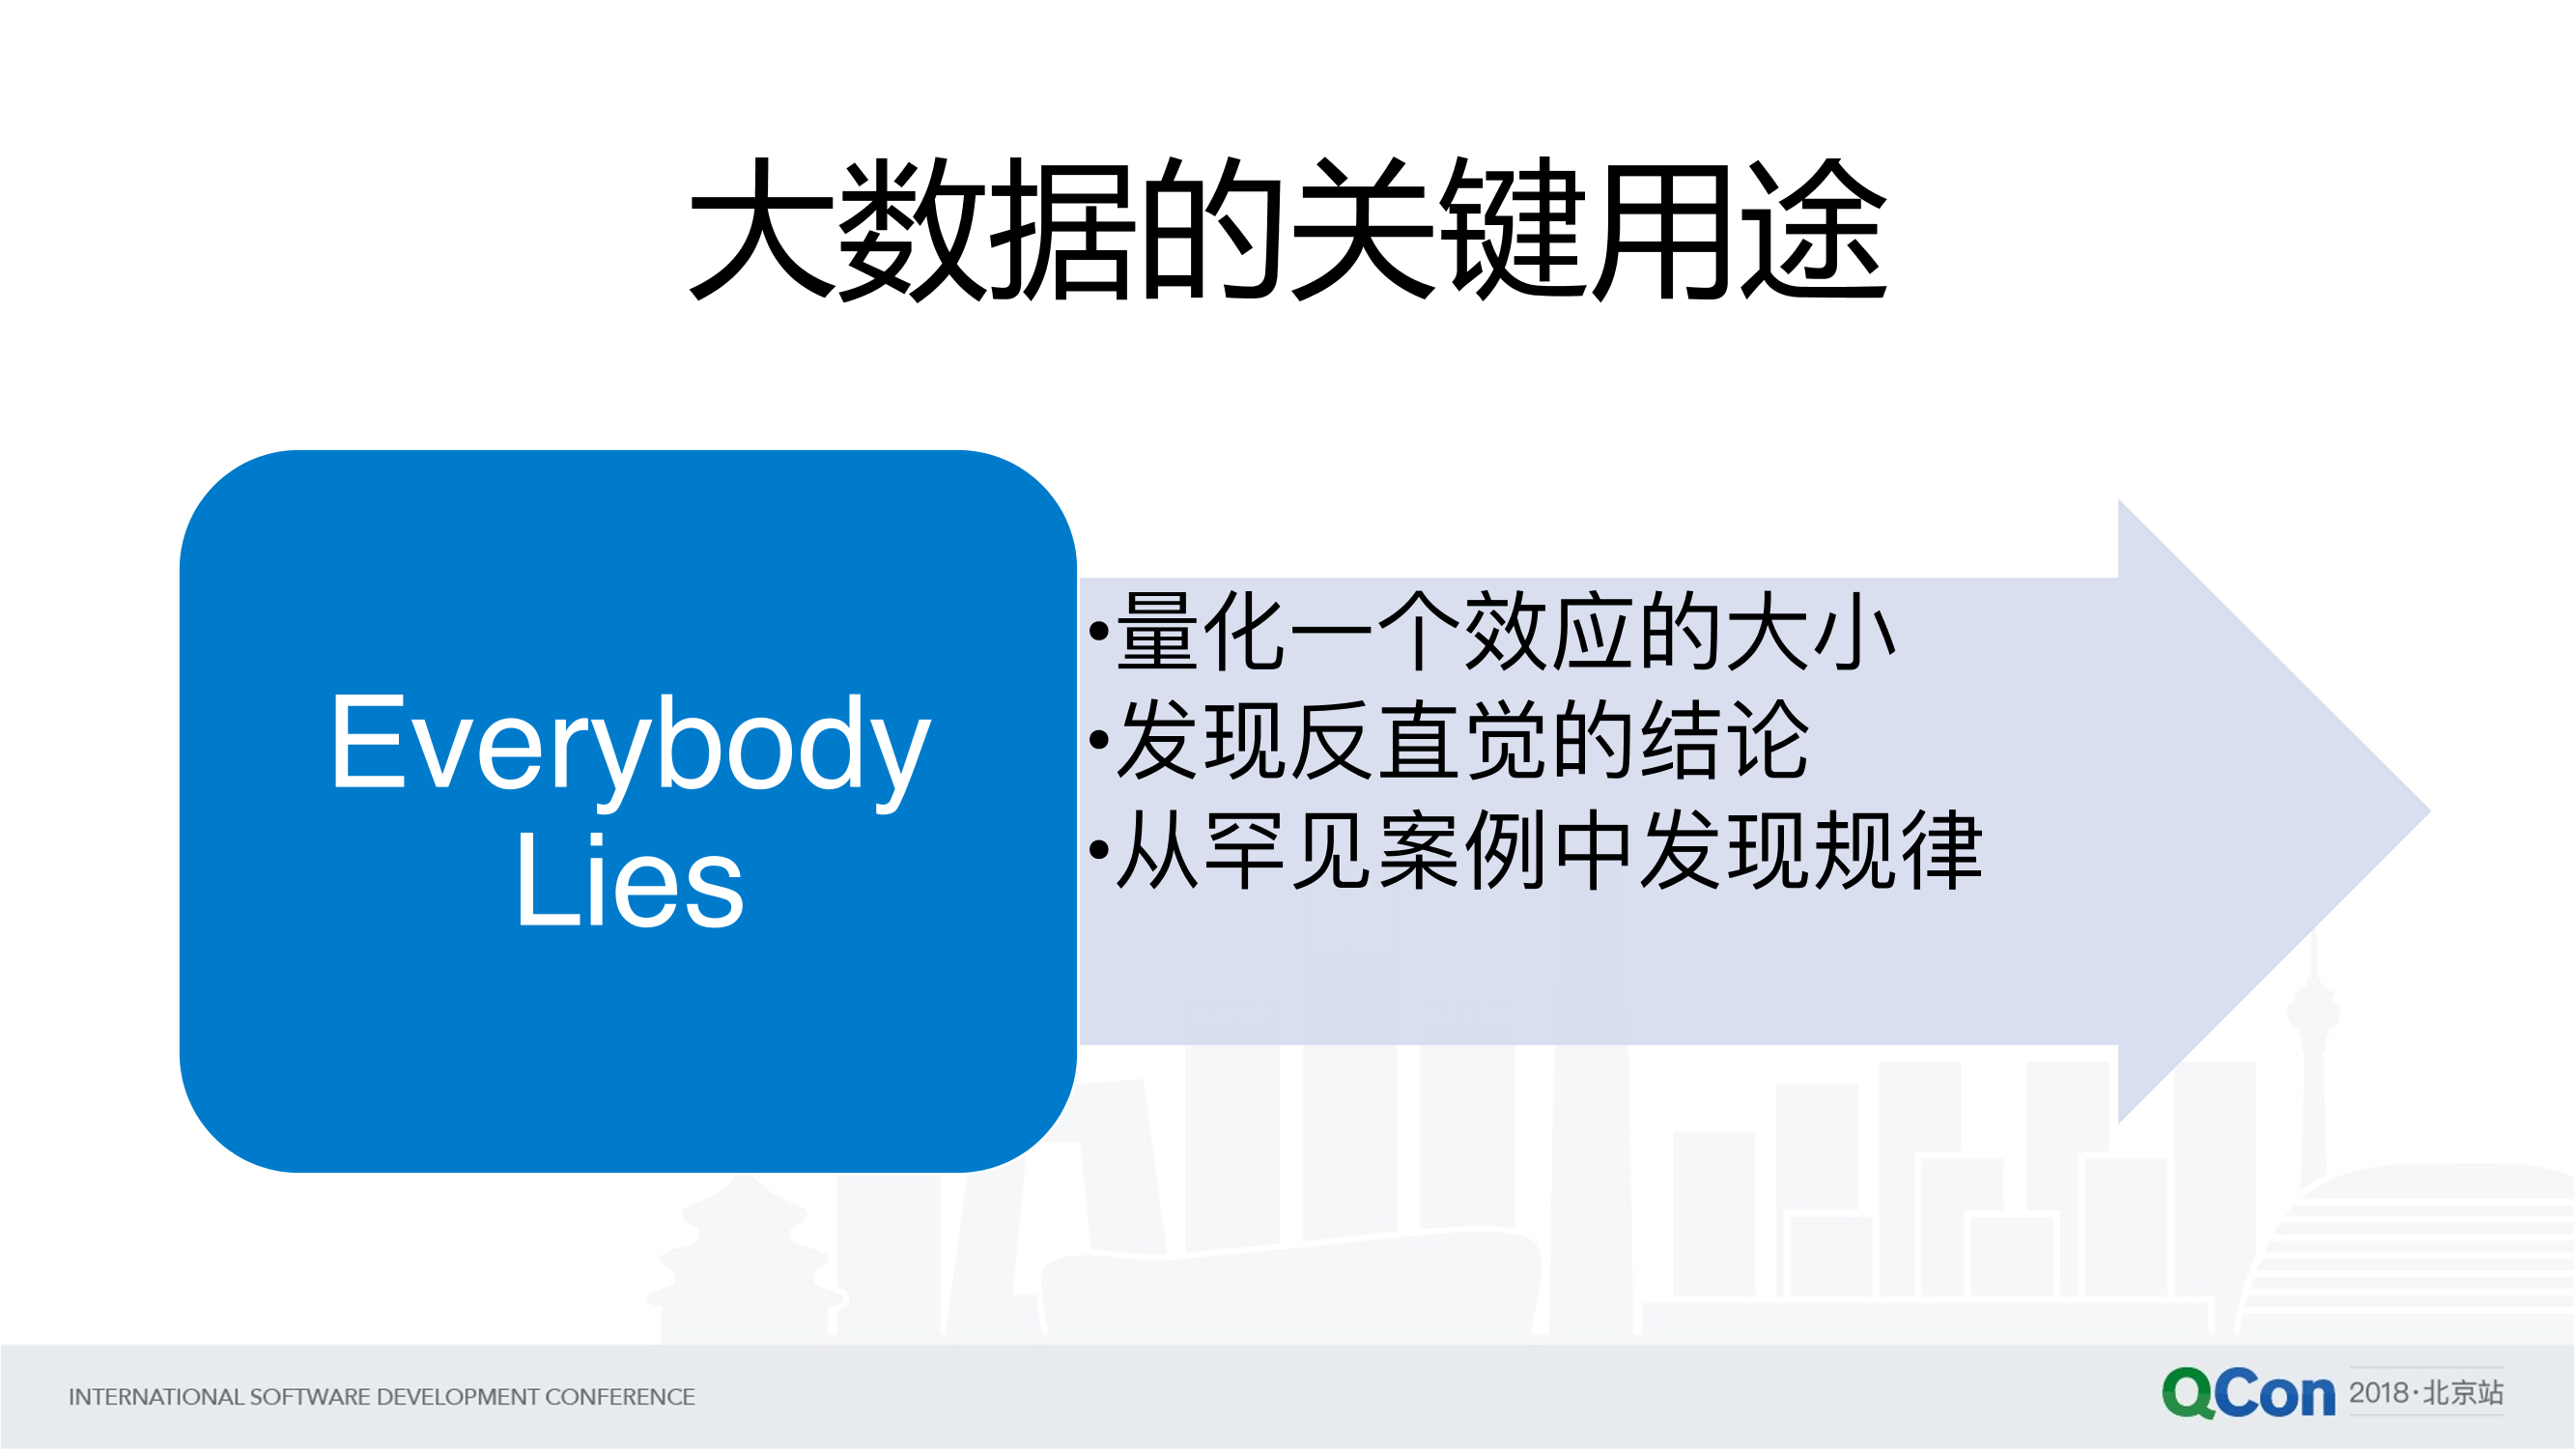 大数据的关键用途
Everybody
Lies
•量化一个效应的大小
•发现反直觉的结论
•从罕见案例中发现规律
INTERNATIONAL SOFTWARE DEVELOPMENT CONFERENCE
QCon 2018·北京站